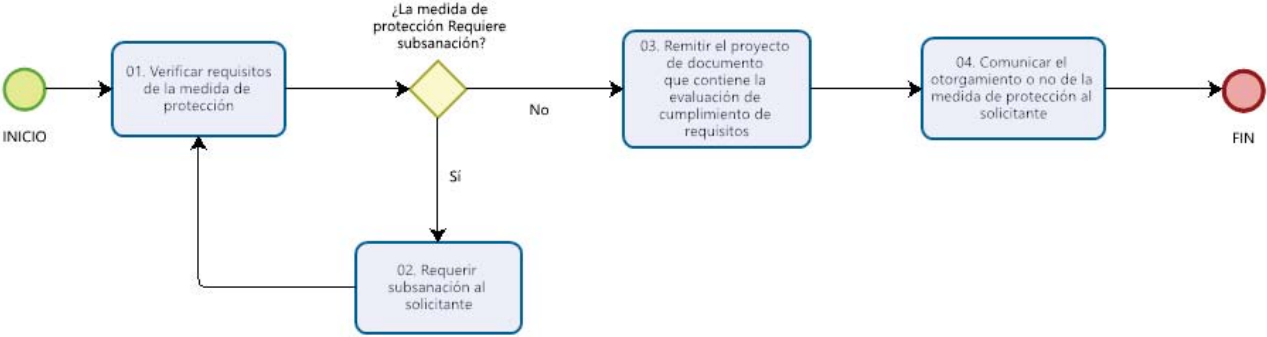 INICIO
01. Verificar requisitos
de la medida de
protección
¿La medida de
protección Requiere
subsanación?
No
Sí
02. Requerir
subsanación al
solicitante
03. Remitir el proyecto
de documento
que contiene la
evaluación de
cumplimiento de
requisitos
04. Comunicar el
otorgamiento o no de la
medida de protección al
solicitante
FIN